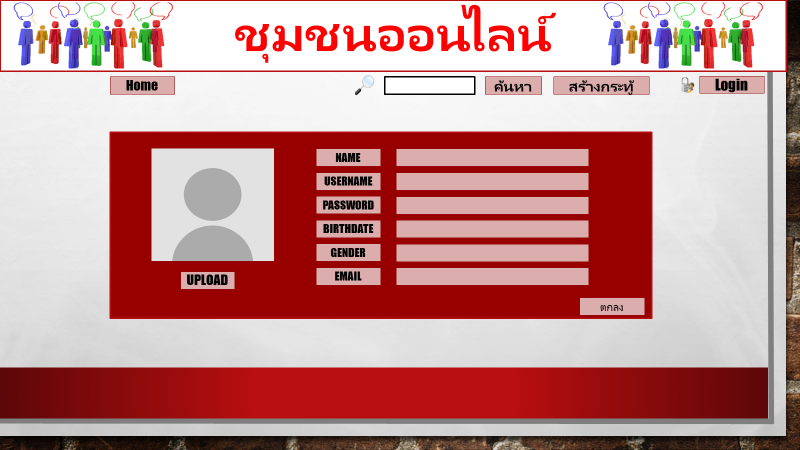 ชุมชนออนไลน์
Home ค้นหา สร้างกระทู้ Login
NAME
USERNAME
PASSWORD
BIRTHDATE
GENDER
EMAIL
UPLOAD
ตกลง